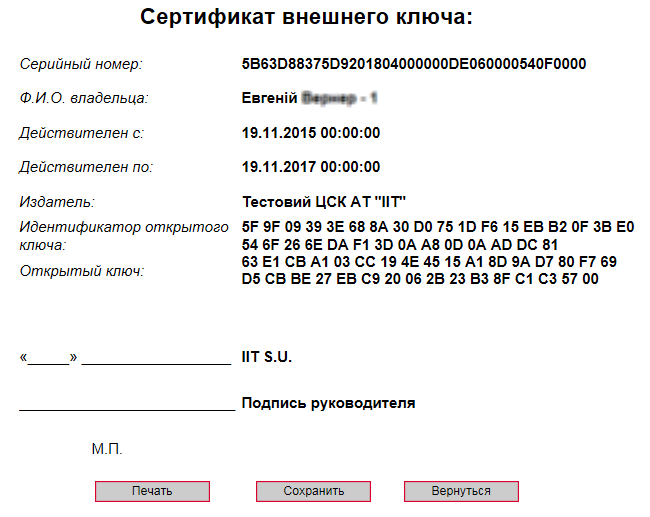 Сертификат внешнего ключа:
Серийный номер: 5B63D88375D9201804000000DE060000540F0000
Ф.И.О. владельца: Евгеній
Действителен с: 19.11.2015 00:00:00
Действителен по: 19.11.2017 00:00:00
Издатель: Тестовий ЦСК АТ "ІІТ"
Идентификатор открытого ключа: 5F 9F 09 39 3E 68 8A 30 D0 75 1D F6 15 EB B2 0F 3B E0
54 6F 26 6E DA F1 3D 0A A8 0D 0A AD DC 81
Открытый ключ: 63 E1 CB A1 03 CC 19 4E 45 15 A1 8D 9A D7 80 F7 69
D5 CB BE 27 EB C9 20 06 2B 23 B3 8F C1 C3 57 00
«_____» __________________ IIT S.U.
__________________________ Подпись руководителя
М.П.
Печать Сохранить Вернуться